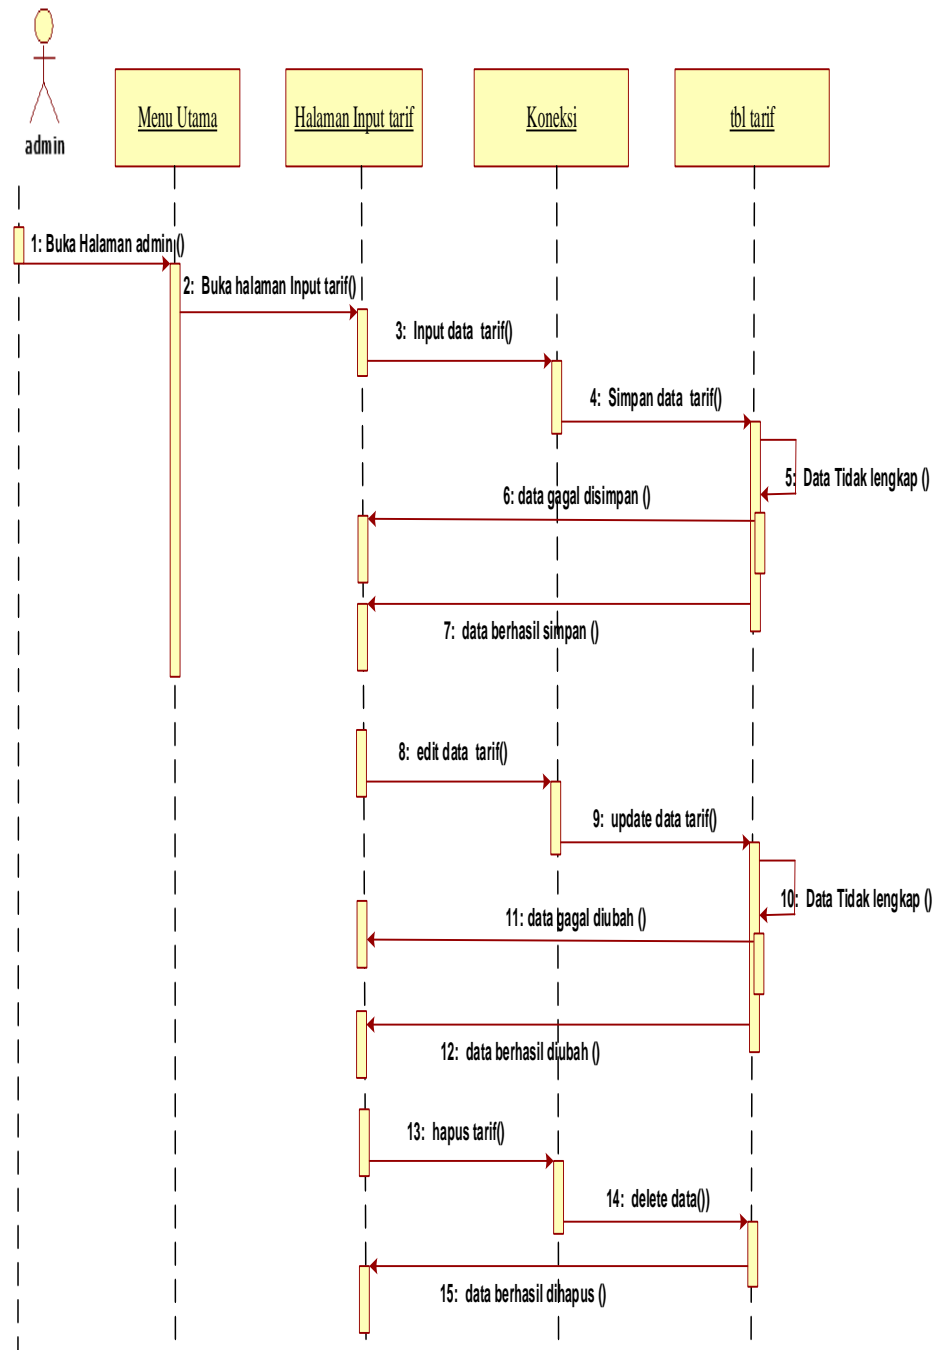 admin
Menu Utama
Halaman Input tarif
Koneksi
tbl tarif
1: Buka Halaman admin ()
2: Buka halaman Input tarif()
3: Input data tarif()
4: Simpan data tarif()
5: Data Tidak lengkap ()
6: data gagal disimpan ()
7: data berhasil simpan ()
8: edit data tarif()
9: update data tarif()
10: Data Tidak lengkap ()
11: data gagal diubah ()
12: data berhasil diubah ()
13: hapus tarif()
14: delete data())
15: data berhasil dihapus ()